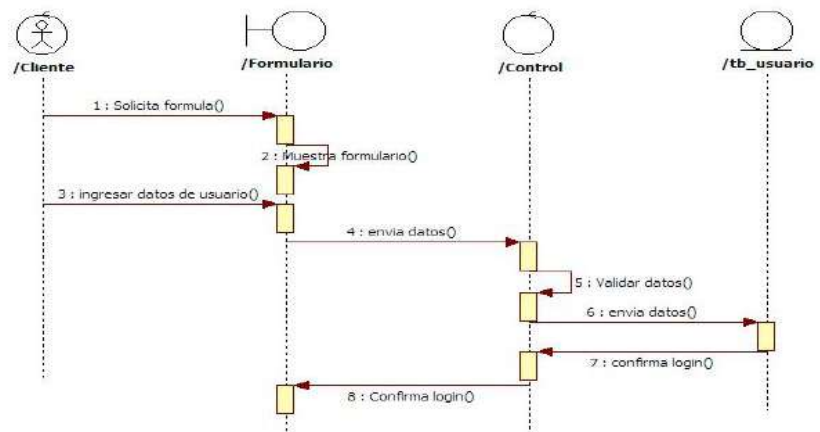 /Cliente
/Formulario
/Control
/tb_usuario
1 : Solicita formula()
2 : Muestra formulario()
3 : ingresar datos de usuario()
4 : envia datos()
5 : Validar datos()
6 : envia datos()
7 : confirma login()
8 : Confirma login()